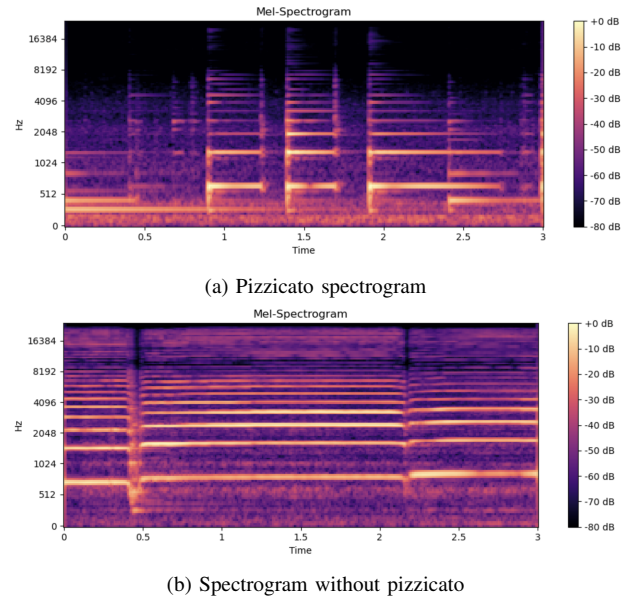 Mel-Spectrogram
16384
8192
4096
2048
1024
512
0
Hz
0
0.5
1
1.5
2
2.5
3
Time
+0 dB
-10 dB
-20 dB
-30 dB
-40 dB
-50 dB
-60 dB
-70 dB
-80 dB
(a) Pizzicato spectrogram
Mel-Spectrogram
16384
8192
4096
2048
1024
512
0
Hz
0
0.5
1
1.5
2
2.5
3
Time
+0 dB
-10 dB
-20 dB
-30 dB
-40 dB
-50 dB
-60 dB
-70 dB
-80 dB
(b) Spectrogram without pizzicato